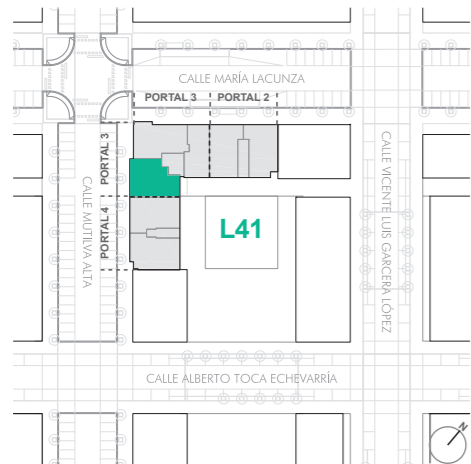 CALLE MARÍA LACUNZA
PORTAL 3
PORTAL 2
PORTAL 3
PORTAL 4
CALLE MUTILVA ALTA
CALLE VICENTE LUIS GARCERA LÓPEZ
L41
CALLE ALBERTO TOCA ECHEVARRÍA
N